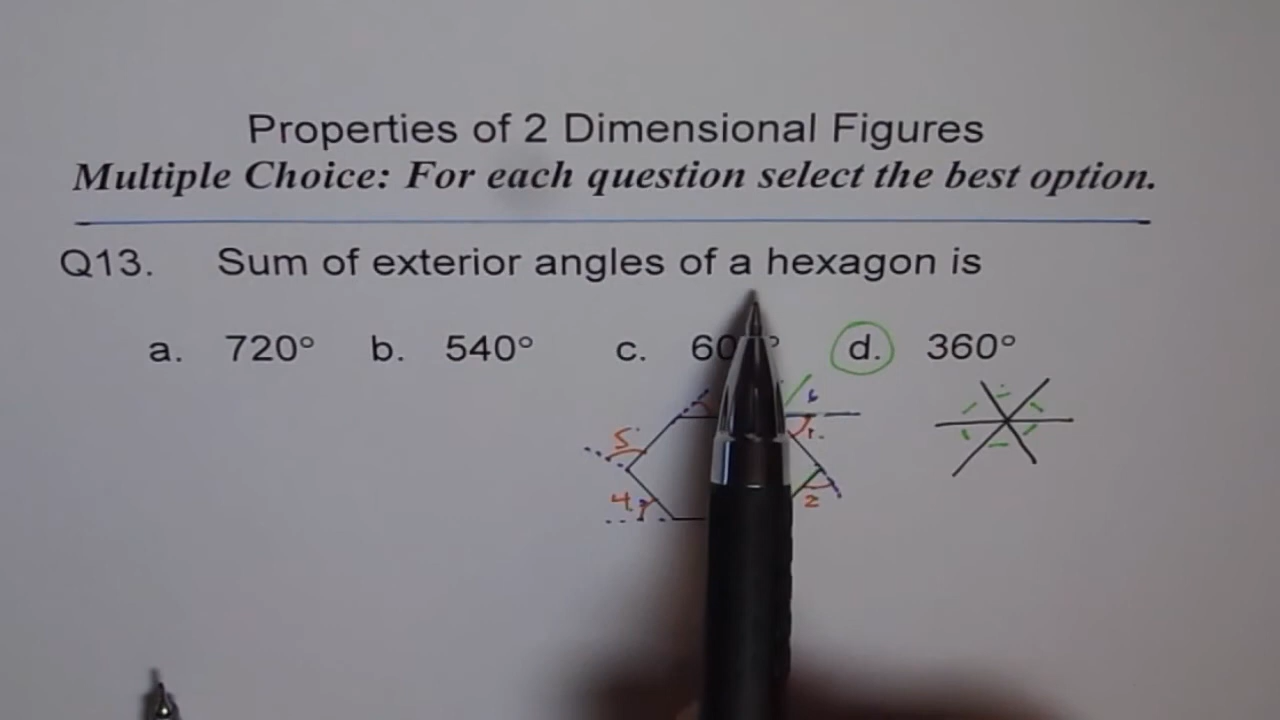 Properties of 2 Dimensional Figures
Multiple Choice: For each question select the best option.
Q13. Sum of exterior angles of a hexagon is
a. 720° b. 540° c. d. 360°
5 6 1.
4 2